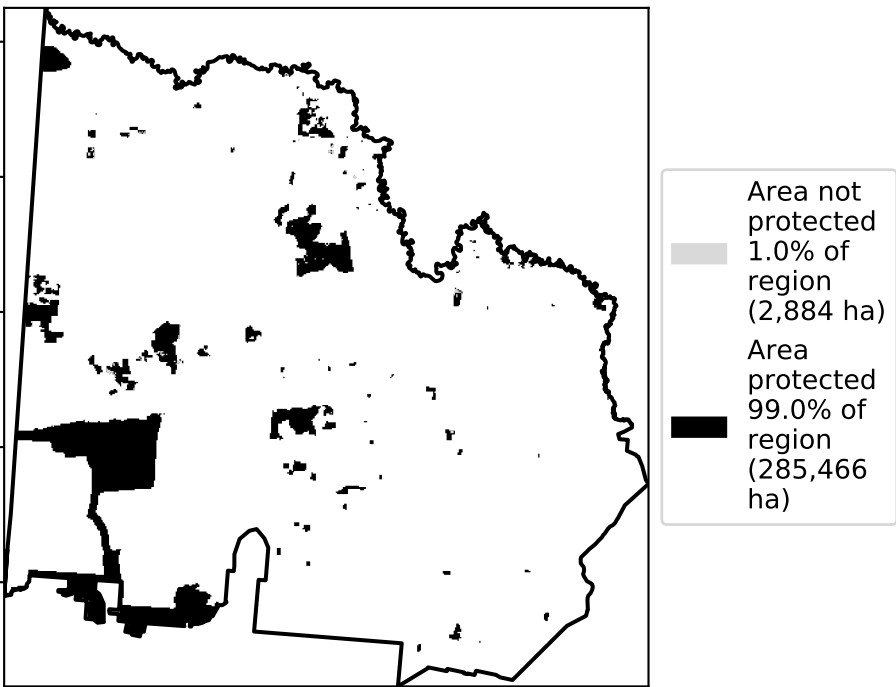 Area not
protected
1.0% of
region
(2,884 ha)
Area
protected
99.0% of
region
(285,466
ha)